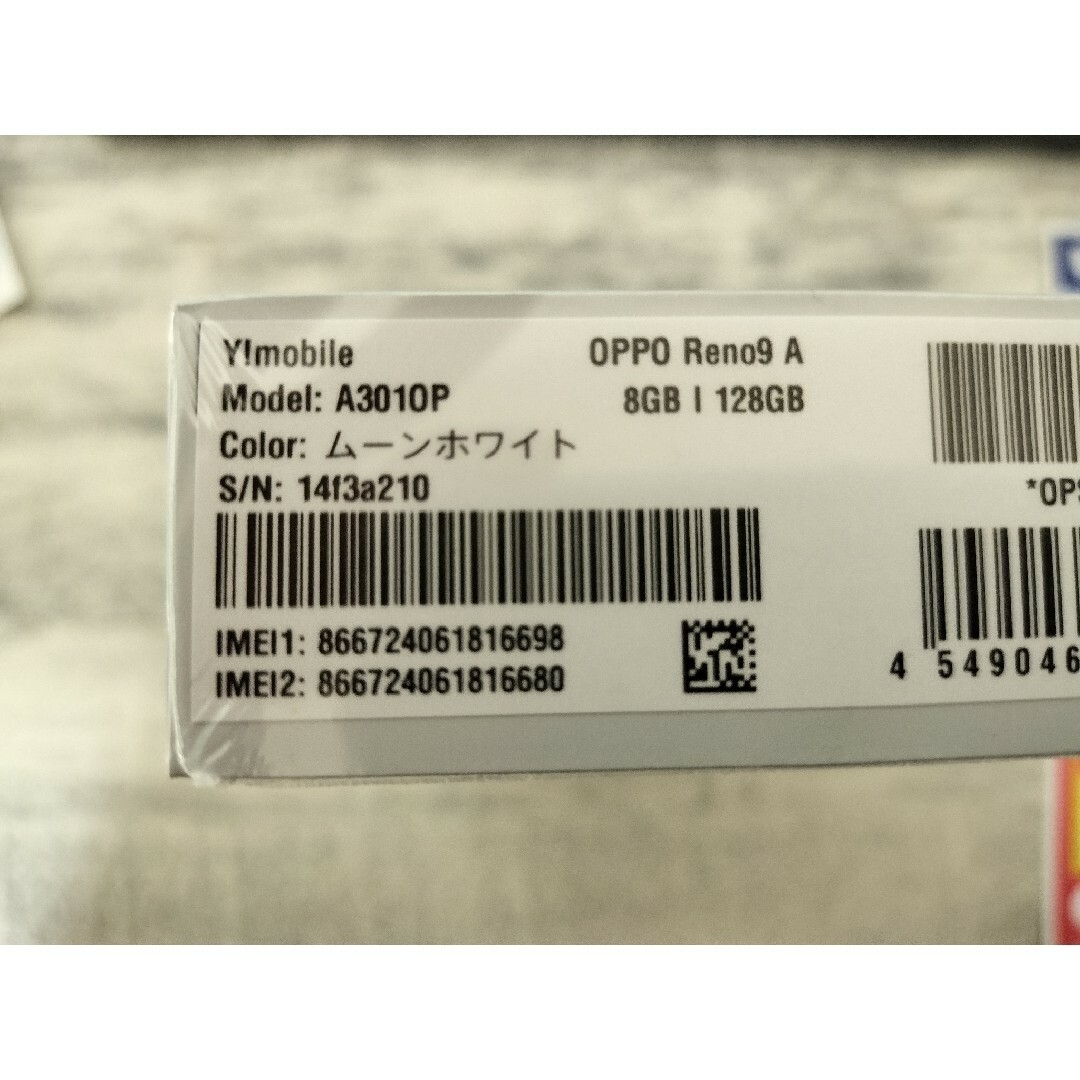 Y!mobile OPPO Reno9 A
Model: A301OP 8GB | 128GB
Color: ムーンホワイト
S/N: 14f3a210
*OP
IMEI1: 866724061816698
IMEI2: 866724061816680
4 549046